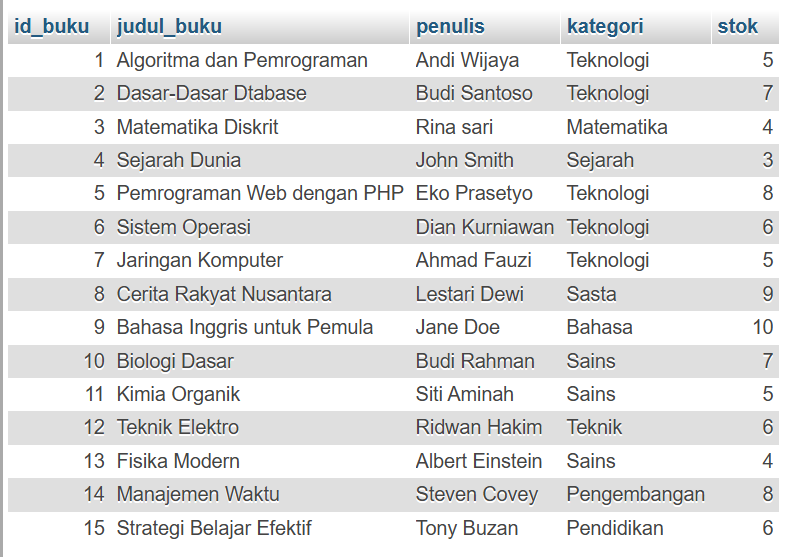 id_buku judul_buku penulis kategori stok
1 Algoritma dan Pemrograman Andi Wijaya Teknologi 5
2 Dasar-Dasar Dtabase Budi Santoso Teknologi 7
3 Matematika Diskrit Rina sari Matematika 4
4 Sejarah Dunia John Smith Sejarah 3
5 Pemrograman Web dengan PHP Eko Prasetyo Teknologi 8
6 Sistem Operasi Dian Kurniawan Teknologi 6
7 Jaringan Komputer Ahmad Fauzi Teknologi 5
8 Cerita Rakyat Nusantara Lestari Dewi Sasta 9
9 Bahasa Inggris untuk Pemula Jane Doe Bahasa 10
10 Biologi Dasar Budi Rahman Sains 7
11 Kimia Organik Siti Aminah Sains 5
12 Teknik Elektro Ridwan Hakim Teknik 6
13 Fisika Modern Albert Einstein Sains 4
14 Manajemen Waktu Steven Covey Pengembangan 8
15 Strategi Belajar Efektif Tony Buzan Pendidikan 6